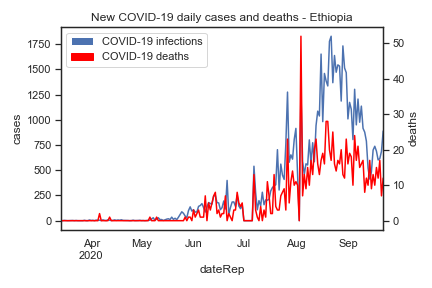 New COVID-19 daily cases and deaths - Ethiopia
COVID-19 infections
COVID-19 deaths
1750
1500
1250
1000
750
500
250
0
cases
50
40
30
20
10
0
deaths
Apr
2020
May
Jun
Jul
Aug
Sep
dateRep